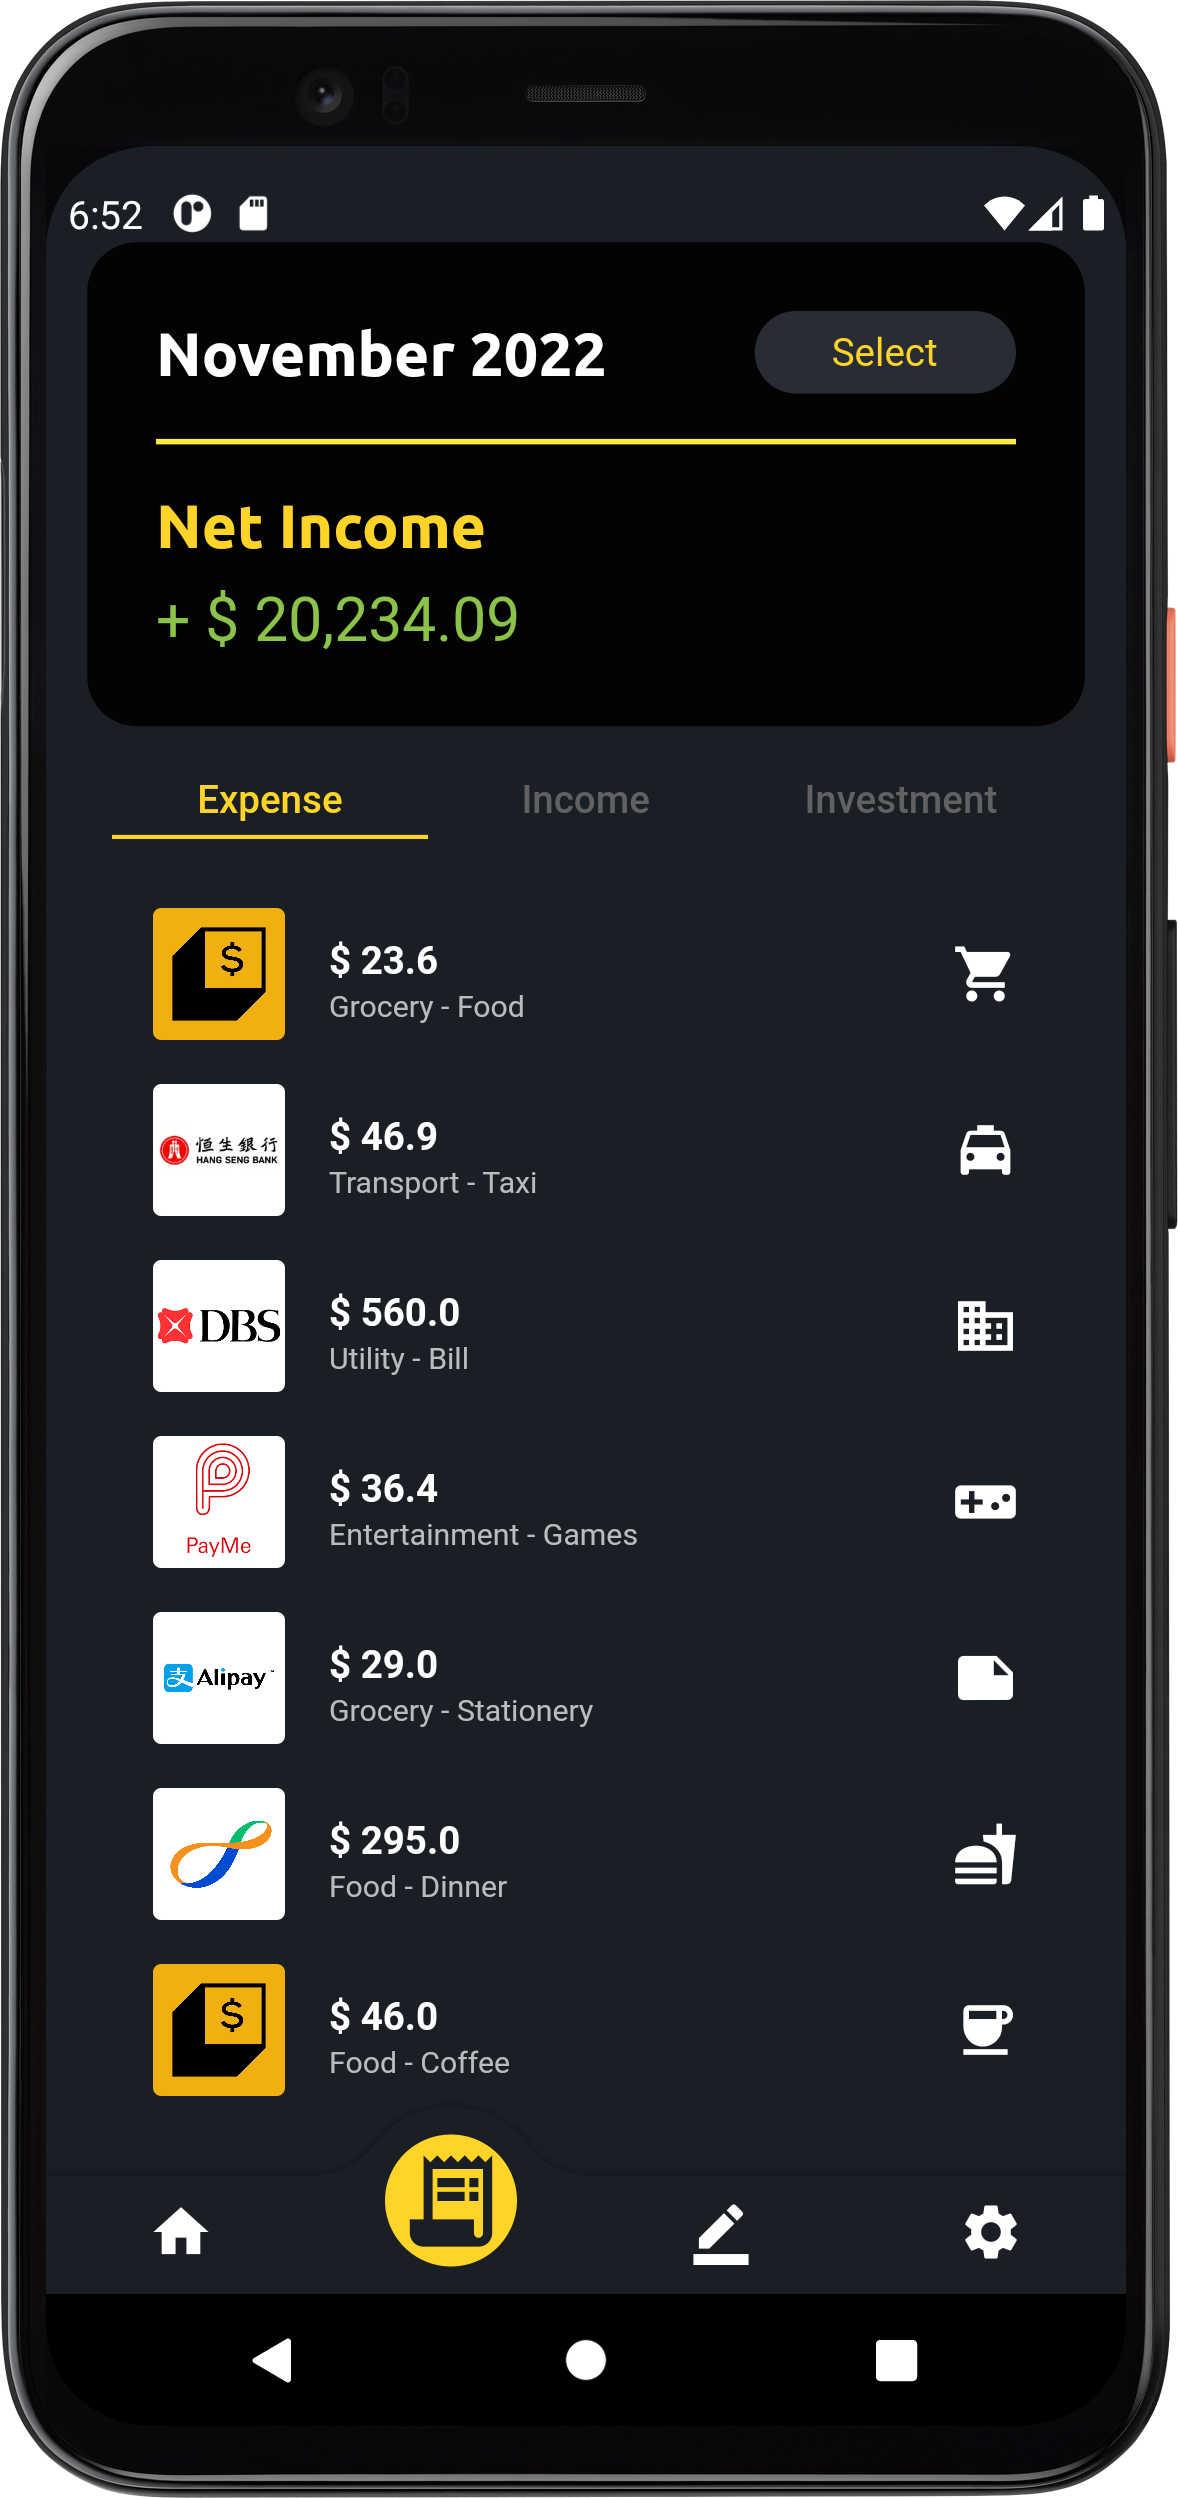 6:52
November 2022
Select
Net Income
+ $ 20,234.09
Expense
Income
Investment
$
$ 23.6
Grocery - Food
恒生銀行
HANG SENG BANK
$ 46.9
Transport - Taxi
DBS
$ 560.0
Utility - Bill
PayMe
$ 36.4
Entertainment - Games
支 Alipay
$ 29.0
Grocery - Stationery
$ 295.0
Food - Dinner
$
$ 46.0
Food - Coffee